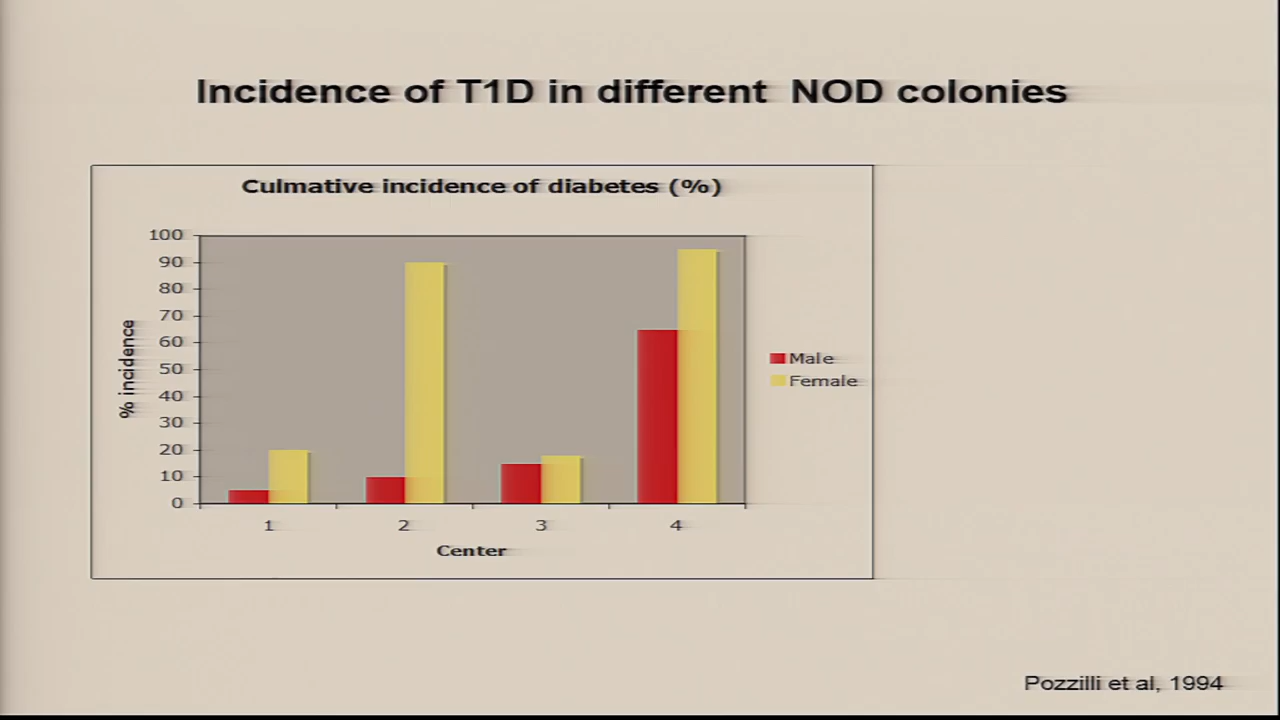 Incidence of T1D in different NOD colonies
Culmative incidence of diabetes (%)
% incidence
100
90
80
70
60
50
40
30
20
10
0
1 2 3 4
Center
Male
Female
Pozzilli et al, 1994